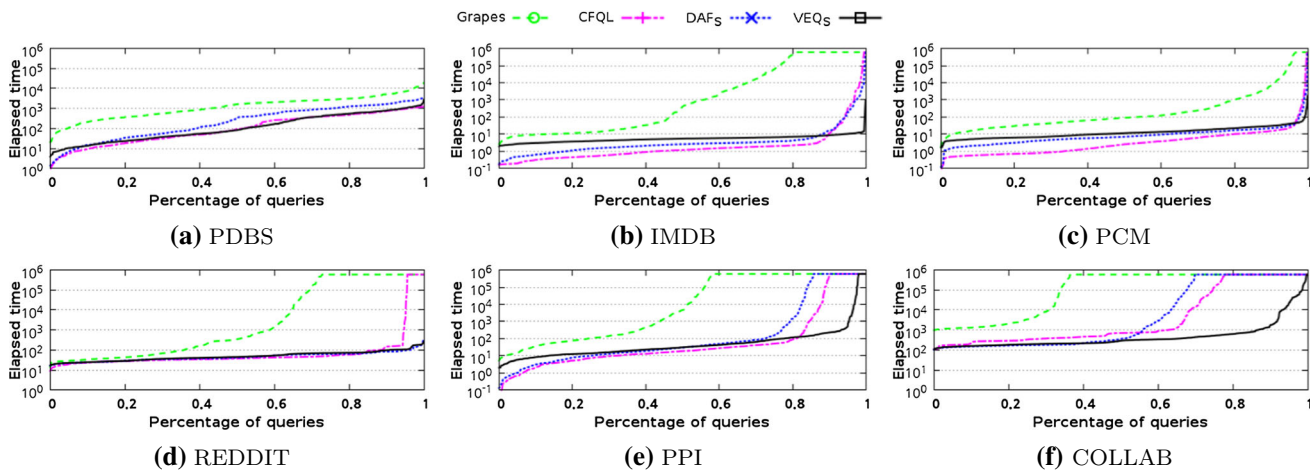 Grapes CFQL DAFS VEQS
Elapsed time
10^6
10^5
10^4
10^3
10^2
10^1
10^0
0 0,2 0,4 0,6 0,8 1
Percentage of queries
(a) PDBS
Elapsed time
10^6
10^5
10^4
10^3
10^2
10^1
10^0
10^-1
0 0,2 0,4 0,6 0,8 1
Percentage of queries
(b) IMDB
Elapsed time
10^6
10^5
10^4
10^3
10^2
10^1
10^0
10^-1
0 0,2 0,4 0,6 0,8 1
Percentage of queries
(c) PCM
Elapsed time
10^6
10^5
10^4
10^3
10^2
10^1
10^0
0 0,2 0,4 0,6 0,8 1
Percentage of queries
(d) REDDIT
Elapsed time
10^6
10^5
10^4
10^3
10^2
10^1
10^0
10^-1
0 0,2 0,4 0,6 0,8 1
Percentage of queries
(e) PPI
Elapsed time
10^6
10^5
10^4
10^3
10^2
10^1
10^0
0 0,2 0,4 0,6 0,8 1
Percentage of queries
(f) COLLAB